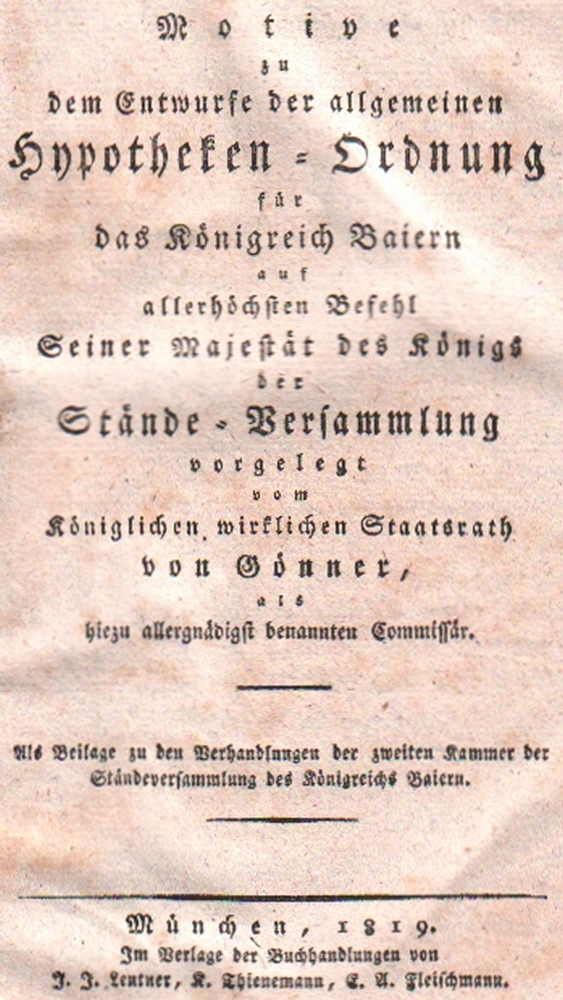 Motive
zu
dem Entwurfe der allgemeinen
Hypotheken - Ordnung
für
das Königreich Baiern
auf
allerhöchsten Befehl
Seiner Majestät des Königs
der
Stände - Versammlung
vorgelegt
vom
Königlichen wirklichen Staatsrath
von Gönner,
als
hiezu allergnädigst benannten Commissär.
Als Beilage zu den Verhandlungen der zweiten Kammer der
Ständeversammlung des Königreichs Baiern.
München, 1819.
Im Verlage der Buchhandlungen von
J. J. Lentner, K. Thienemann, E. A. Fleischmann.